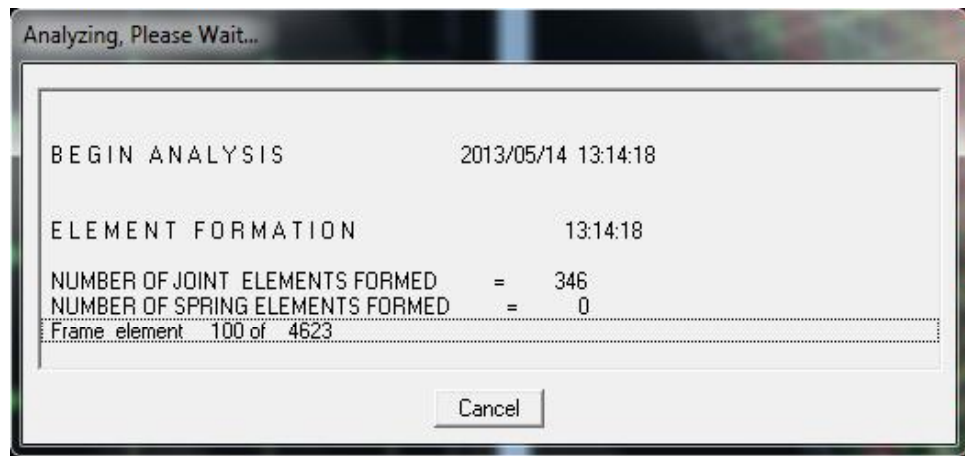 Analyzing, Please Wait...
BEGIN ANALYSIS 2013/05/14 13:14:18
ELEMENT FORMATION 13:14:18
NUMBER OF JOINT ELEMENTS FORMED = 346
NUMBER OF SPRING ELEMENTS FORMED = 0
Frame element 100 of 4623
Cancel